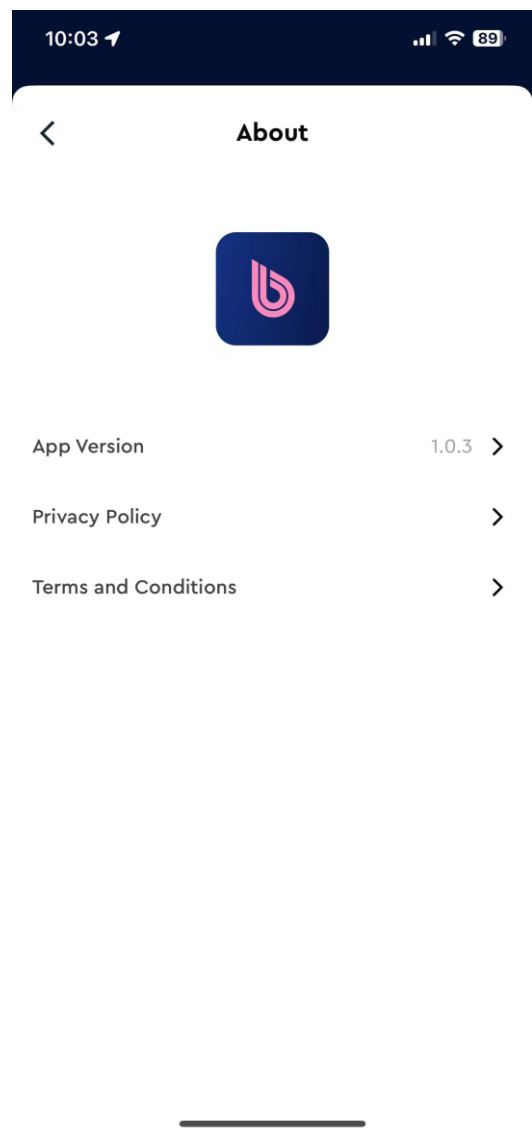 10:03
89
About
App Version 1.0.3
Privacy Policy
Terms and Conditions